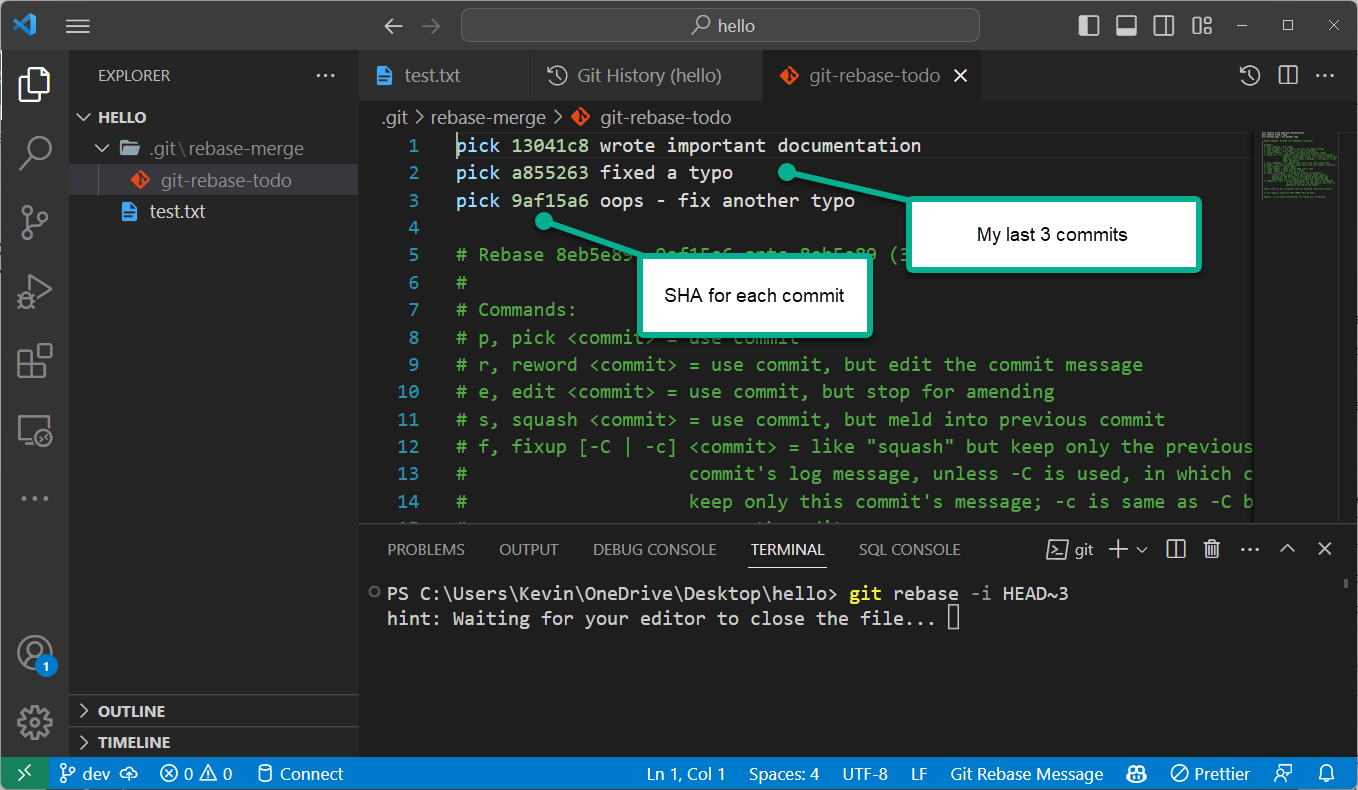 hello
EXPLORER
HELLO
.git\rebase-merge
git-rebase-todo
test.txt
OUTLINE
TIMELINE
test.txt
Git History (hello)
git-rebase-todo
.git > rebase-merge > git-rebase-todo
1 pick 13041c8 wrote important documentation
2 pick a855263 fixed a typo
3 pick 9af15a6 oops - fix another typo
4
5 # Rebase 8eb5e89..9af15a6 onto 8eb5e89 (3
6 #
7 # Commands:
8 # p, pick <commit> = use commit
9 # r, reword <commit> = use commit, but edit the commit message
10 # e, edit <commit> = use commit, but stop for amending
11 # s, squash <commit> = use commit, but meld into previous commit
12 # f, fixup [-C | -c] <commit> = like "squash" but keep only the previous
13 # commit's log message, unless -C is used, in which c
14 # keep only this commit's message; -c is same as -C b
My last 3 commits
SHA for each commit
PROBLEMS OUTPUT DEBUG CONSOLE TERMINAL SQL CONSOLE
git
PS C:\Users\Kevin\OneDrive\Desktop\hello> git rebase -i HEAD~3
hint: Waiting for your editor to close the file...
1
dev 0 0 Connect Ln 1, Col 1 Spaces: 4 UTF-8 LF Git Rebase Message Prettier